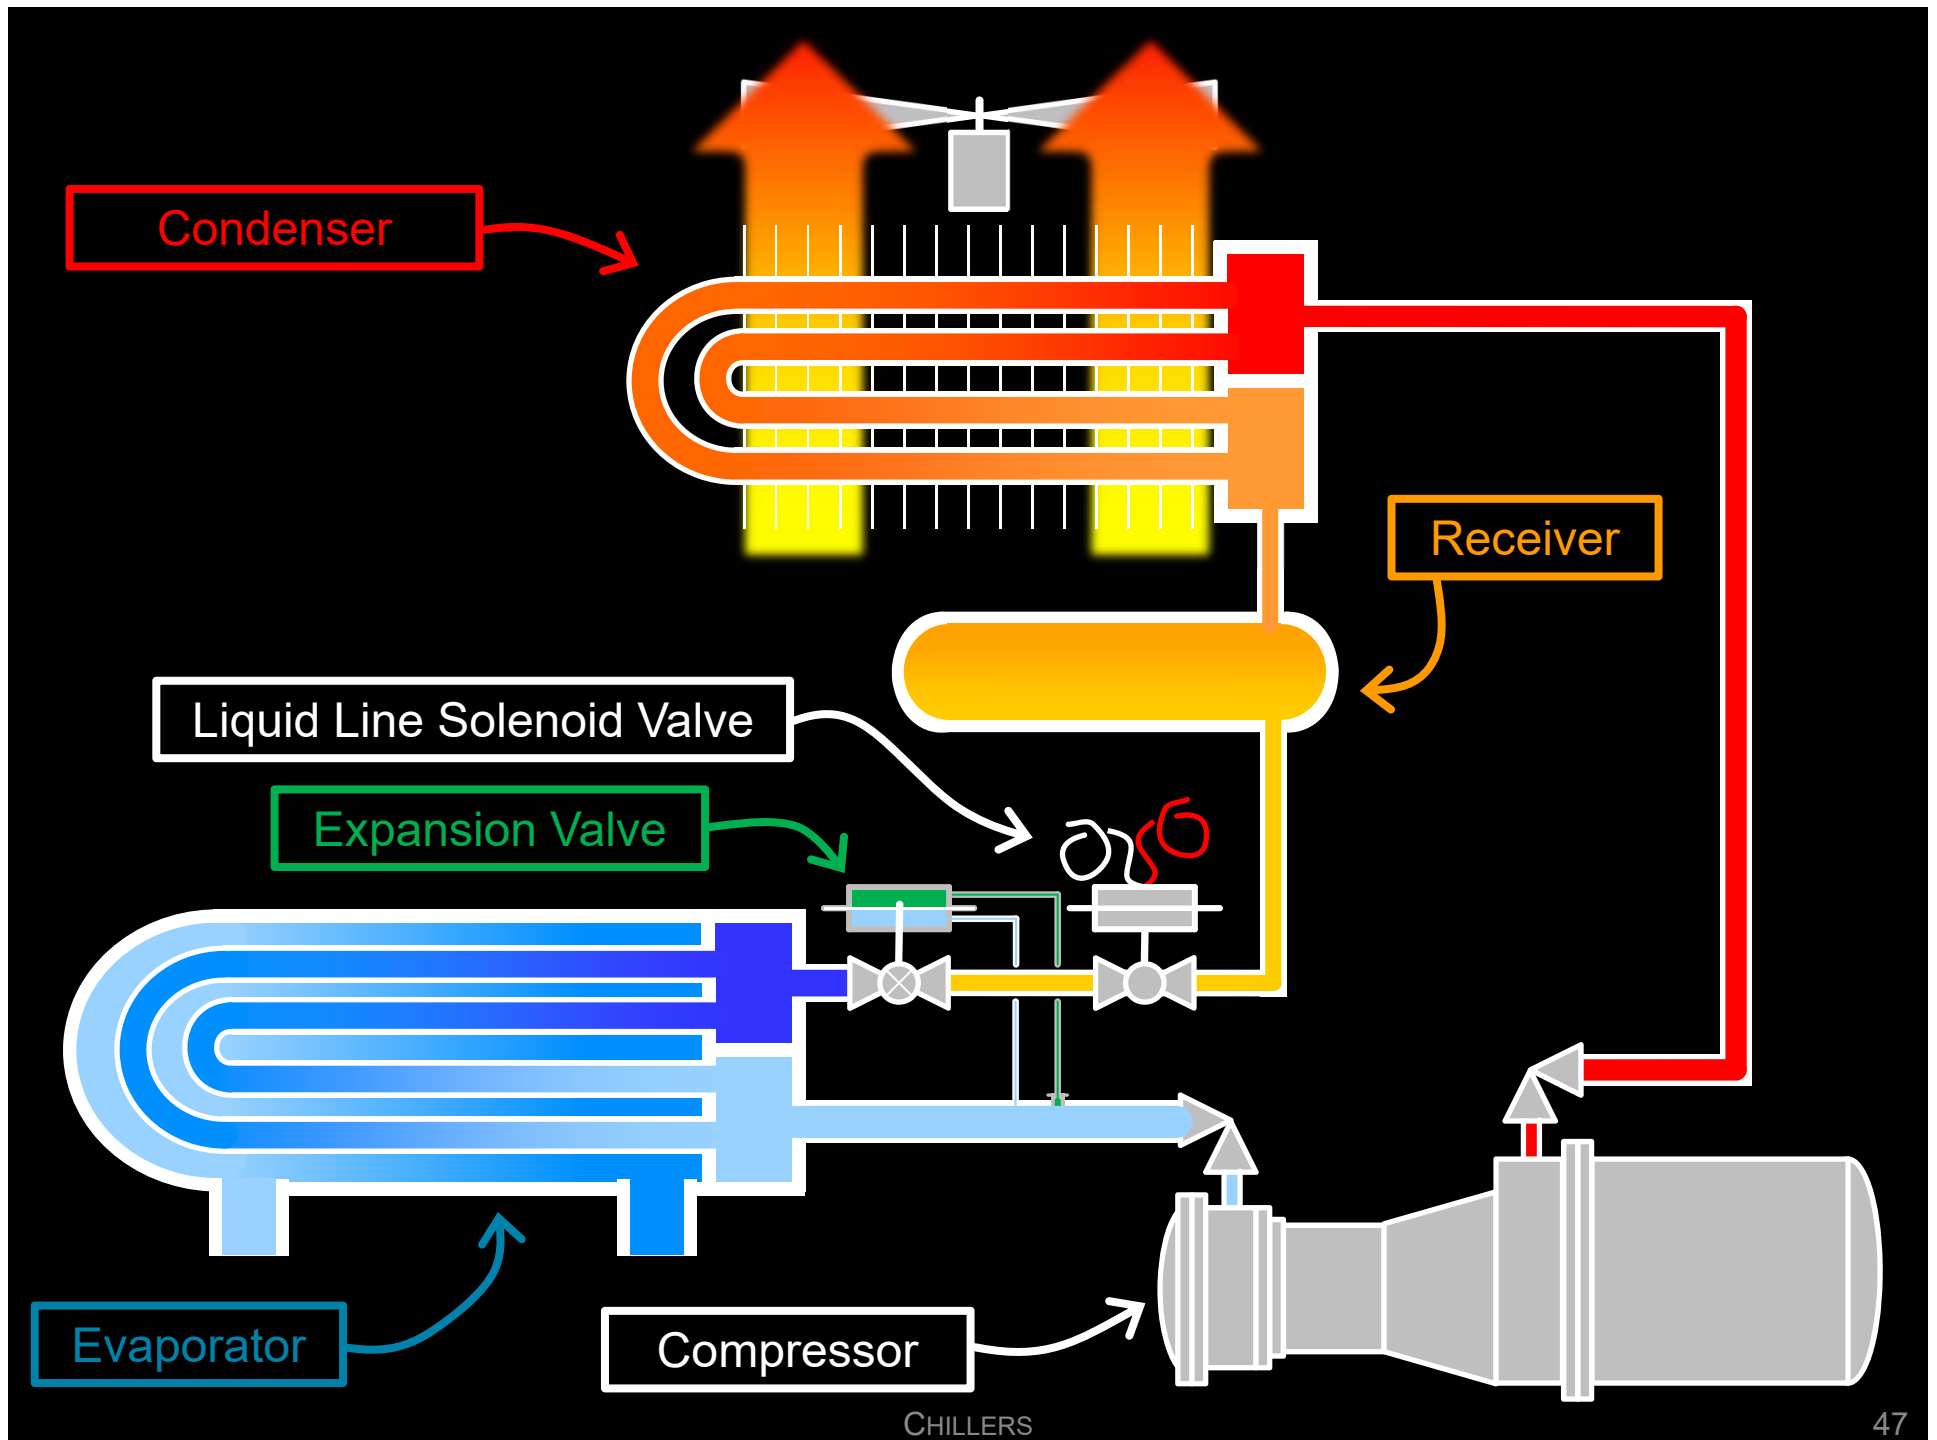 Condenser
Receiver
Liquid Line Solenoid Valve
Expansion Valve
Evaporator
Compressor
CHILLERS
47